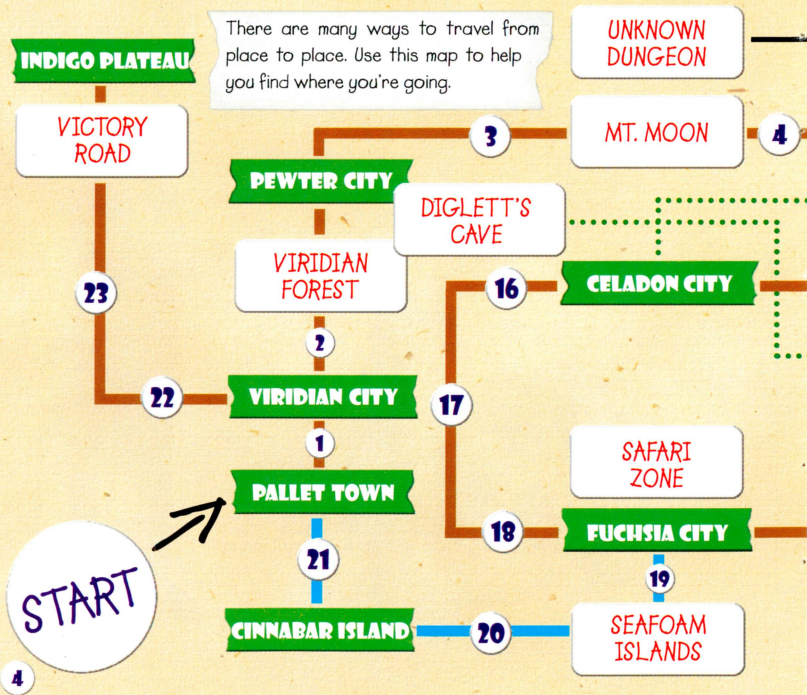 There are many ways to travel from
place to place. Use this map to help
you find where you're going.
UNKNOWN
DUNGEON
INDIGO PLATEAU
VICTORY
ROAD
3
MT. MOON
4
PEWTER CITY
DIGLETT'S
CAVE
VIRIDIAN
FOREST
16
CELADON CITY
23
2
22
VIRIDIAN CITY
17
1
SAFARI
ZONE
PALLET TOWN
18
FUCHSIA CITY
21
19
START
CINNABAR ISLAND
20
SEAFOAM
ISLANDS
4